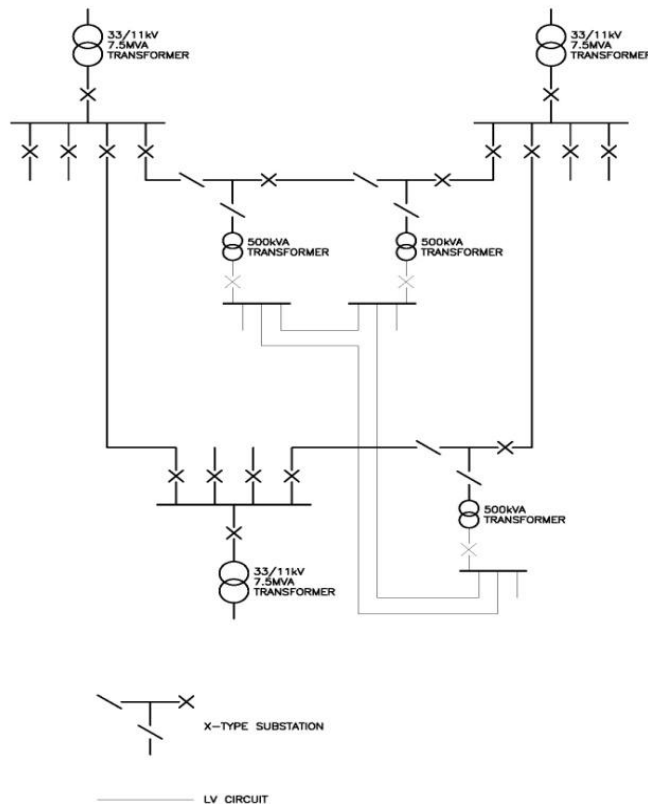 33/11kV
7.5MVA
TRANSFORMER
33/11kV
7.5MVA
TRANSFORMER
500kVA
TRANSFORMER
500kVA
TRANSFORMER
500kVA
TRANSFORMER
33/11kV
7.5MVA
TRANSFORMER
X-TYPE SUBSTATION
LV CIRCUIT